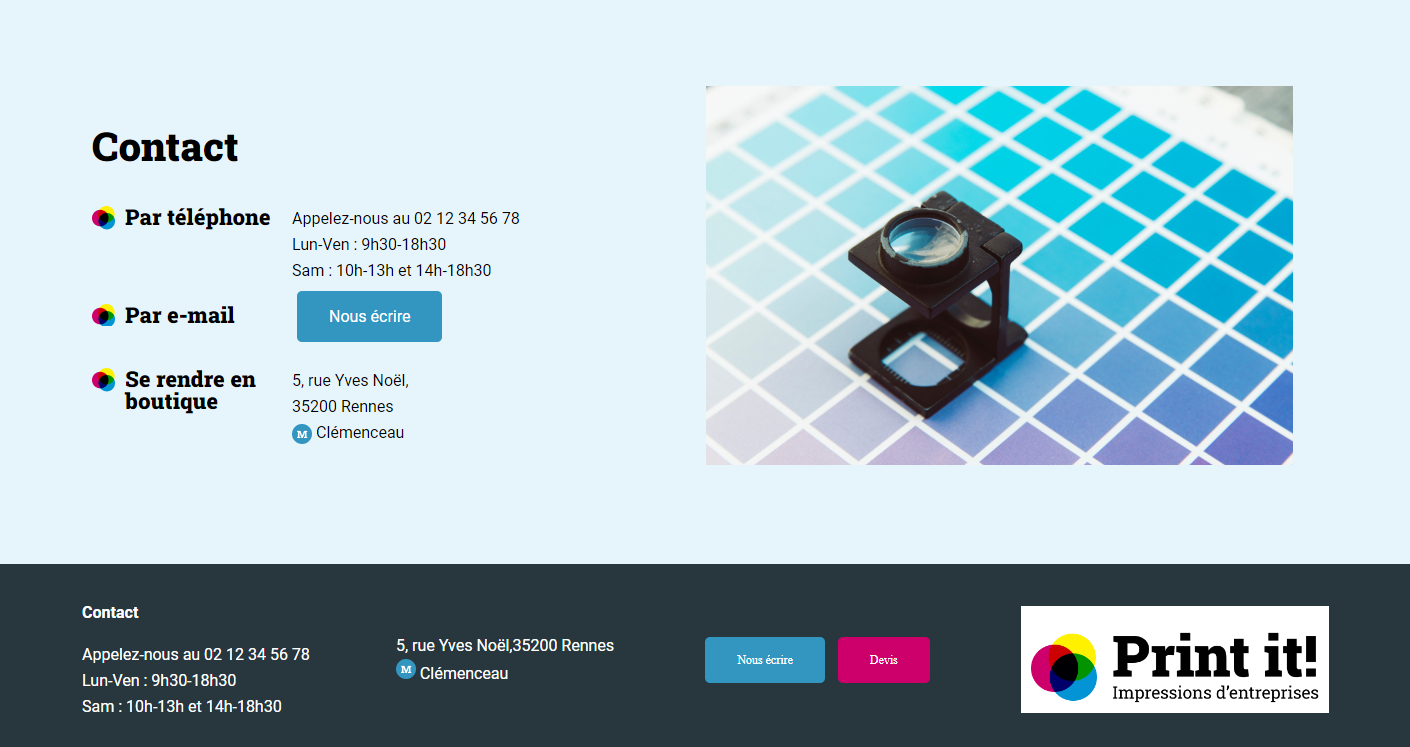 Contact
Par téléphone
Appelez-nous au 02 12 34 56 78
Lun-Ven : 9h30-18h30
Sam : 10h-13h et 14h-18h30
Par e-mail
Nous écrire
Se rendre en
boutique
5, rue Yves Noël,
35200 Rennes
M Clémenceau
Contact
Appelez-nous au 02 12 34 56 78
Lun-Ven : 9h30-18h30
Sam : 10h-13h et 14h-18h30
5, rue Yves Noël,35200 Rennes
M Clémenceau
Nous écrire
Devis
Print it!
Impressions d'entreprises